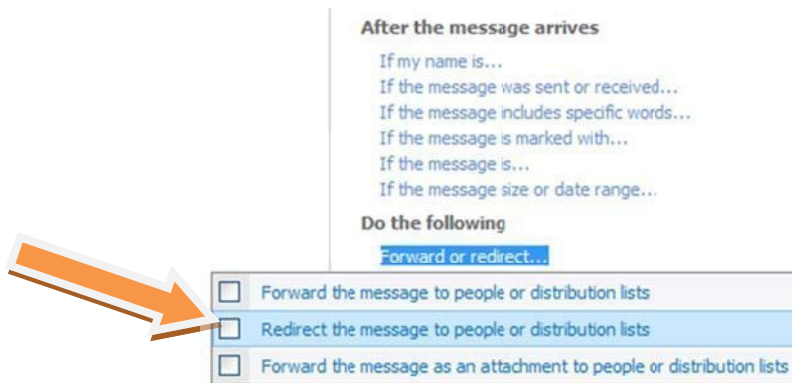 After the message arrives
If my name is...
If the message was sent or received...
If the message includes specific words...
If the message is marked with...
If the message is...
If the message size or date range...
Do the following
Forward or redirect...
Forward the message to people or distribution lists
Redirect the message to people or distribution lists
Forward the message as an attachment to people or distribution lists